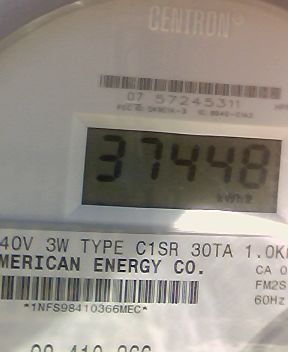 CENTRON®
07 57245311
37448
kWh
40V 3W TYPE C1SR 30TA 1.0K
MERICAN ENERGY CO.
CA 0
FM2S
60Hz
*1NFS98410366MEC*